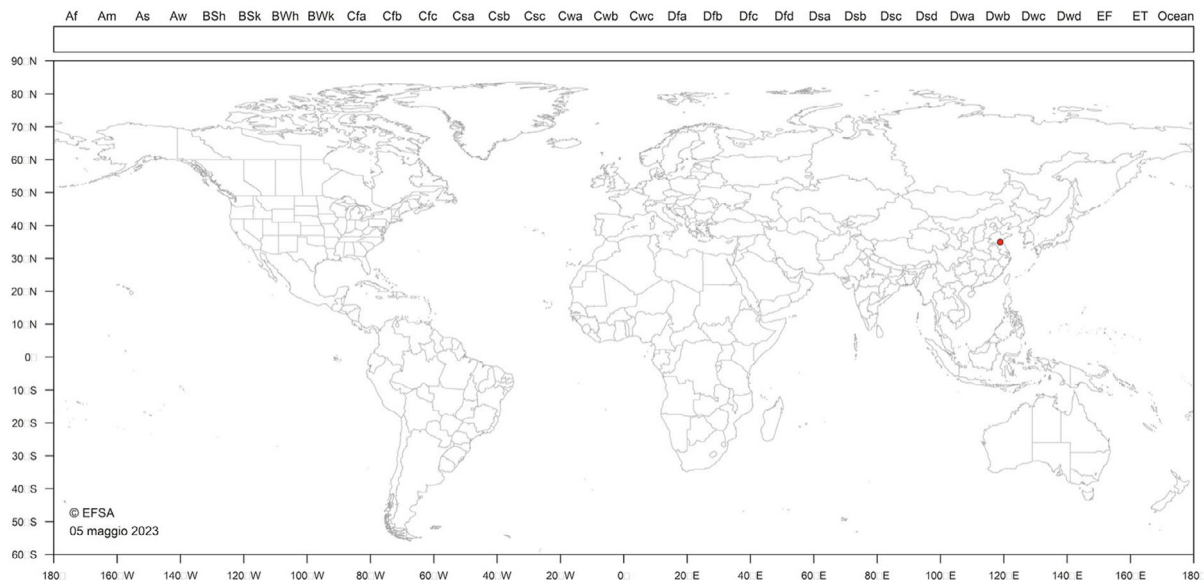 Af Am As Aw BSh BSk BWh BWk Cfa Cfb Cfc Csa Csb Csc Cwa Cwb Cwc Dfa Dfb Dfc Dfd Dsa Dsb Dsc Dsd Dwa Dwb Dwc Dwd EF ET Ocean
90□ N
80□ N
70□ N
60□ N
50□ N
40□ N
30□ N
20□ N
10□ N
0□
10□ S
20□ S
30□ S
40□ S
50□ S
60□ S
© EFSA
05 maggio 2023
180□ 160□W 140□W 120□W 100□W 80□W 60□W 40□W 20□W 0□ 20□E 40□E 60□E 80□E 100□E 120□E 140□E 160□E 180□